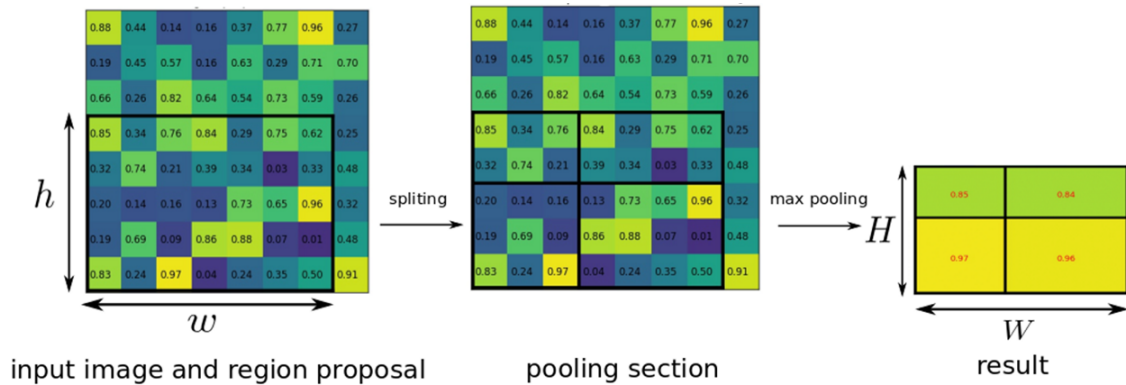 0.88 0.44 0.14 0.16 0.37 0.77 0.96 0.27
0.19 0.45 0.57 0.16 0.63 0.29 0.71 0.70
0.66 0.26 0.82 0.64 0.54 0.73 0.59 0.26
0.85 0.34 0.76 0.84 0.29 0.75 0.62 0.25
0.32 0.74 0.21 0.39 0.34 0.03 0.33 0.48
0.20 0.14 0.16 0.13 0.73 0.65 0.96 0.32
0.19 0.69 0.09 0.86 0.88 0.07 0.01 0.48
0.83 0.24 0.97 0.04 0.24 0.35 0.50 0.91
h
w
input image and region proposal
spliting
0.88 0.44 0.14 0.16 0.37 0.77 0.96 0.27
0.19 0.45 0.57 0.16 0.63 0.29 0.71 0.70
0.66 0.26 0.82 0.64 0.54 0.73 0.59 0.26
0.85 0.34 0.76 0.84 0.29 0.75 0.62 0.25
0.32 0.74 0.21 0.39 0.34 0.03 0.33 0.48
0.20 0.14 0.16 0.13 0.73 0.65 0.96 0.32
0.19 0.69 0.09 0.86 0.88 0.07 0.01 0.48
0.83 0.24 0.97 0.04 0.24 0.35 0.50 0.91
pooling section
max pooling
0.85 0.84
0.97 0.96
H
W
result